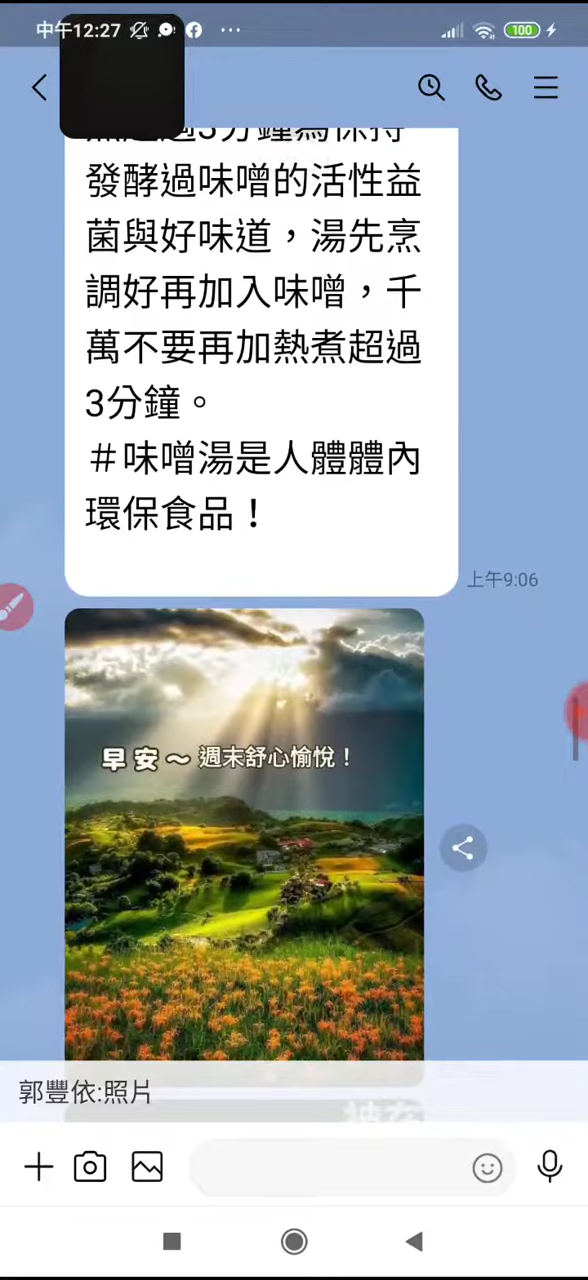 中午12:27
100
發酵過味噌的活性益
菌與好味道，湯先烹
調好再加入味噌，千
萬不要再加熱煮超過
3分鐘。
＃味噌湯是人體體內
環保食品！
上午9:06
早安～週末舒心愉悅！
郭豐依:照片